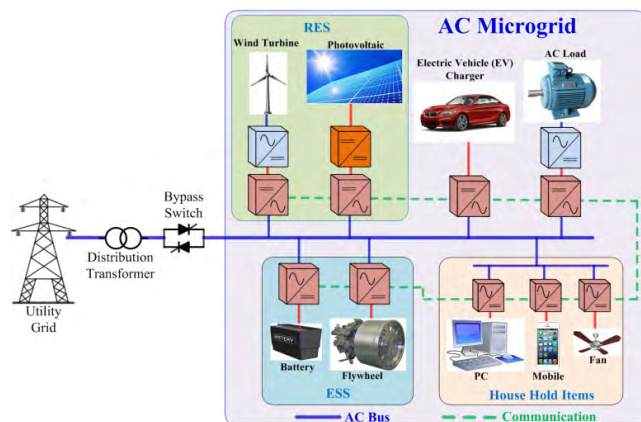 RES
AC Microgrid
Wind Turbine
Photovoltaic
Electric Vehicle (EV)
Charger
AC Load
Bypass
Switch
Distribution
Transformer
Utility
Grid
BATTERY
Battery
Flywheel
ESS
PC
Mobile
Fan
House Hold Items
AC Bus
Communication